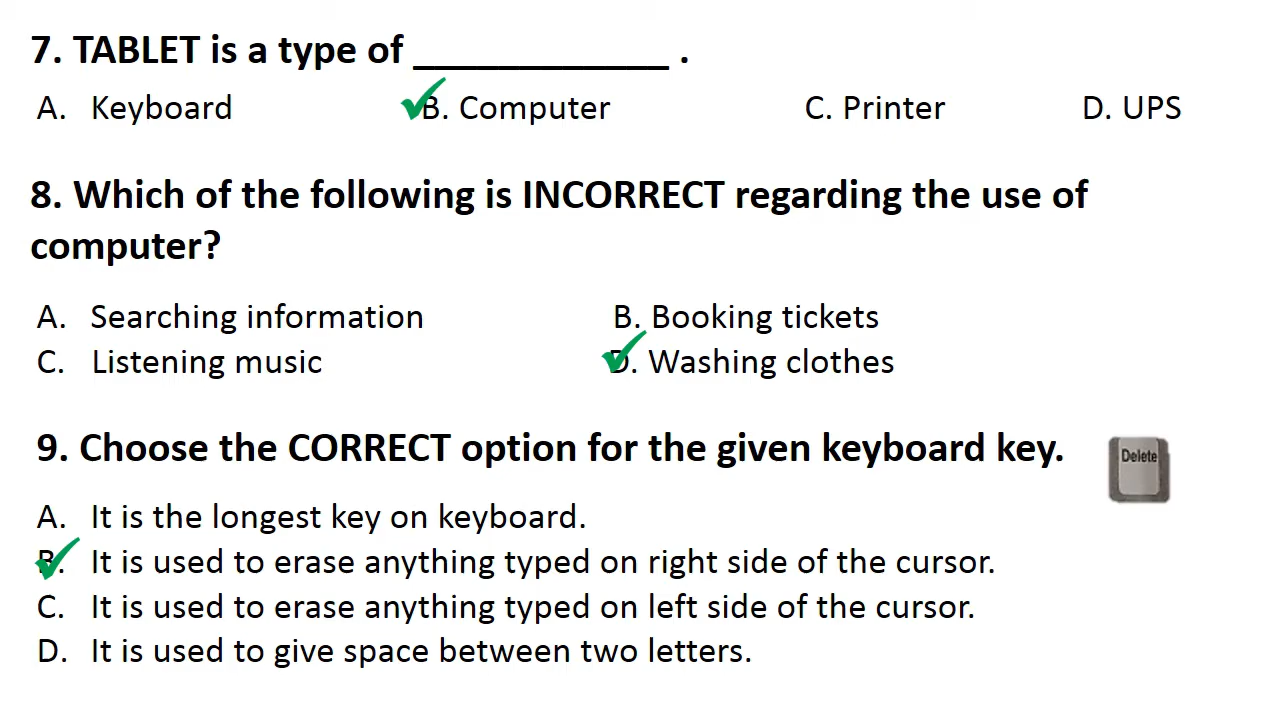 7. TABLET is a type of _____________ .
A. Keyboard B. Computer C. Printer D. UPS
8. Which of the following is INCORRECT regarding the use of
computer?
A. Searching information B. Booking tickets
C. Listening music D. Washing clothes
9. Choose the CORRECT option for the given keyboard key.
Delete
A. It is the longest key on keyboard.
B. It is used to erase anything typed on right side of the cursor.
C. It is used to erase anything typed on left side of the cursor.
D. It is used to give space between two letters.